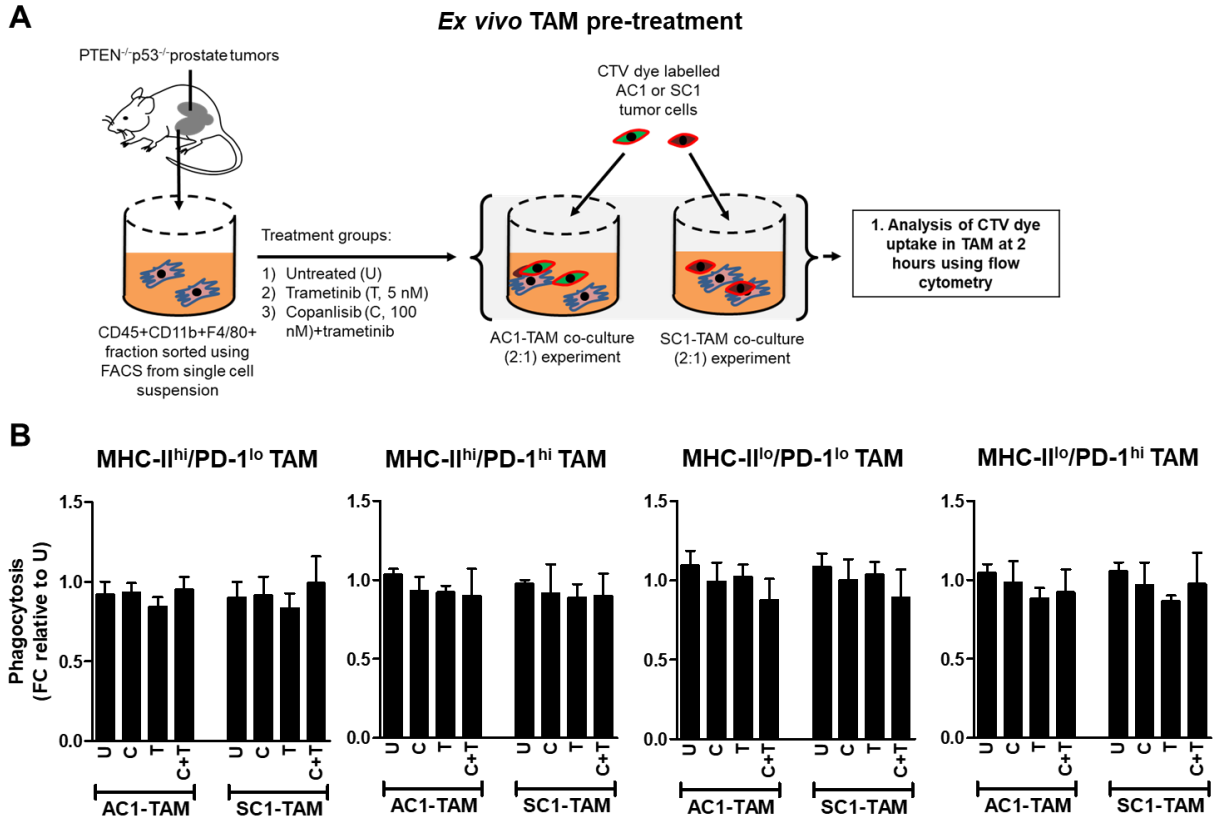 A
Ex vivo TAM pre-treatment
PTEN-/-p53-/-prostate tumors
CTV dye labelled
AC1 or SC1
tumor cells
Treatment groups:
1) Untreated (U)
2) Trametinib (T, 5 nM)
3) Copanlisib (C, 100
nM)+trametinib
CD45+CD11b+F4/80+
fraction sorted using
FACS from single cell
suspension
AC1-TAM co-culture
(2:1) experiment
SC1-TAM co-culture
(2:1) experiment
1. Analysis of CTV dye
uptake in TAM at 2
hours using flow
cytometry
B
MHC-IIhi/PD-1lo TAM
MHC-IIhi/PD-1hi TAM
MHC-IIlo/PD-1lo TAM
MHC-IIlo/PD-1hi TAM
Phagocytosis
(FC relative to U)
1.5
1.0
0.5
0.0
U C T C+T U C T C+T
AC1-TAM SC1-TAM
1.5
1.0
0.5
0.0
U C T C+T U C T C+T
AC1-TAM SC1-TAM
1.5
1.0
0.5
0.0
U C T C+T U C T C+T
AC1-TAM SC1-TAM
1.5
1.0
0.5
0.0
U C T C+T U C T C+T
AC1-TAM SC1-TAM